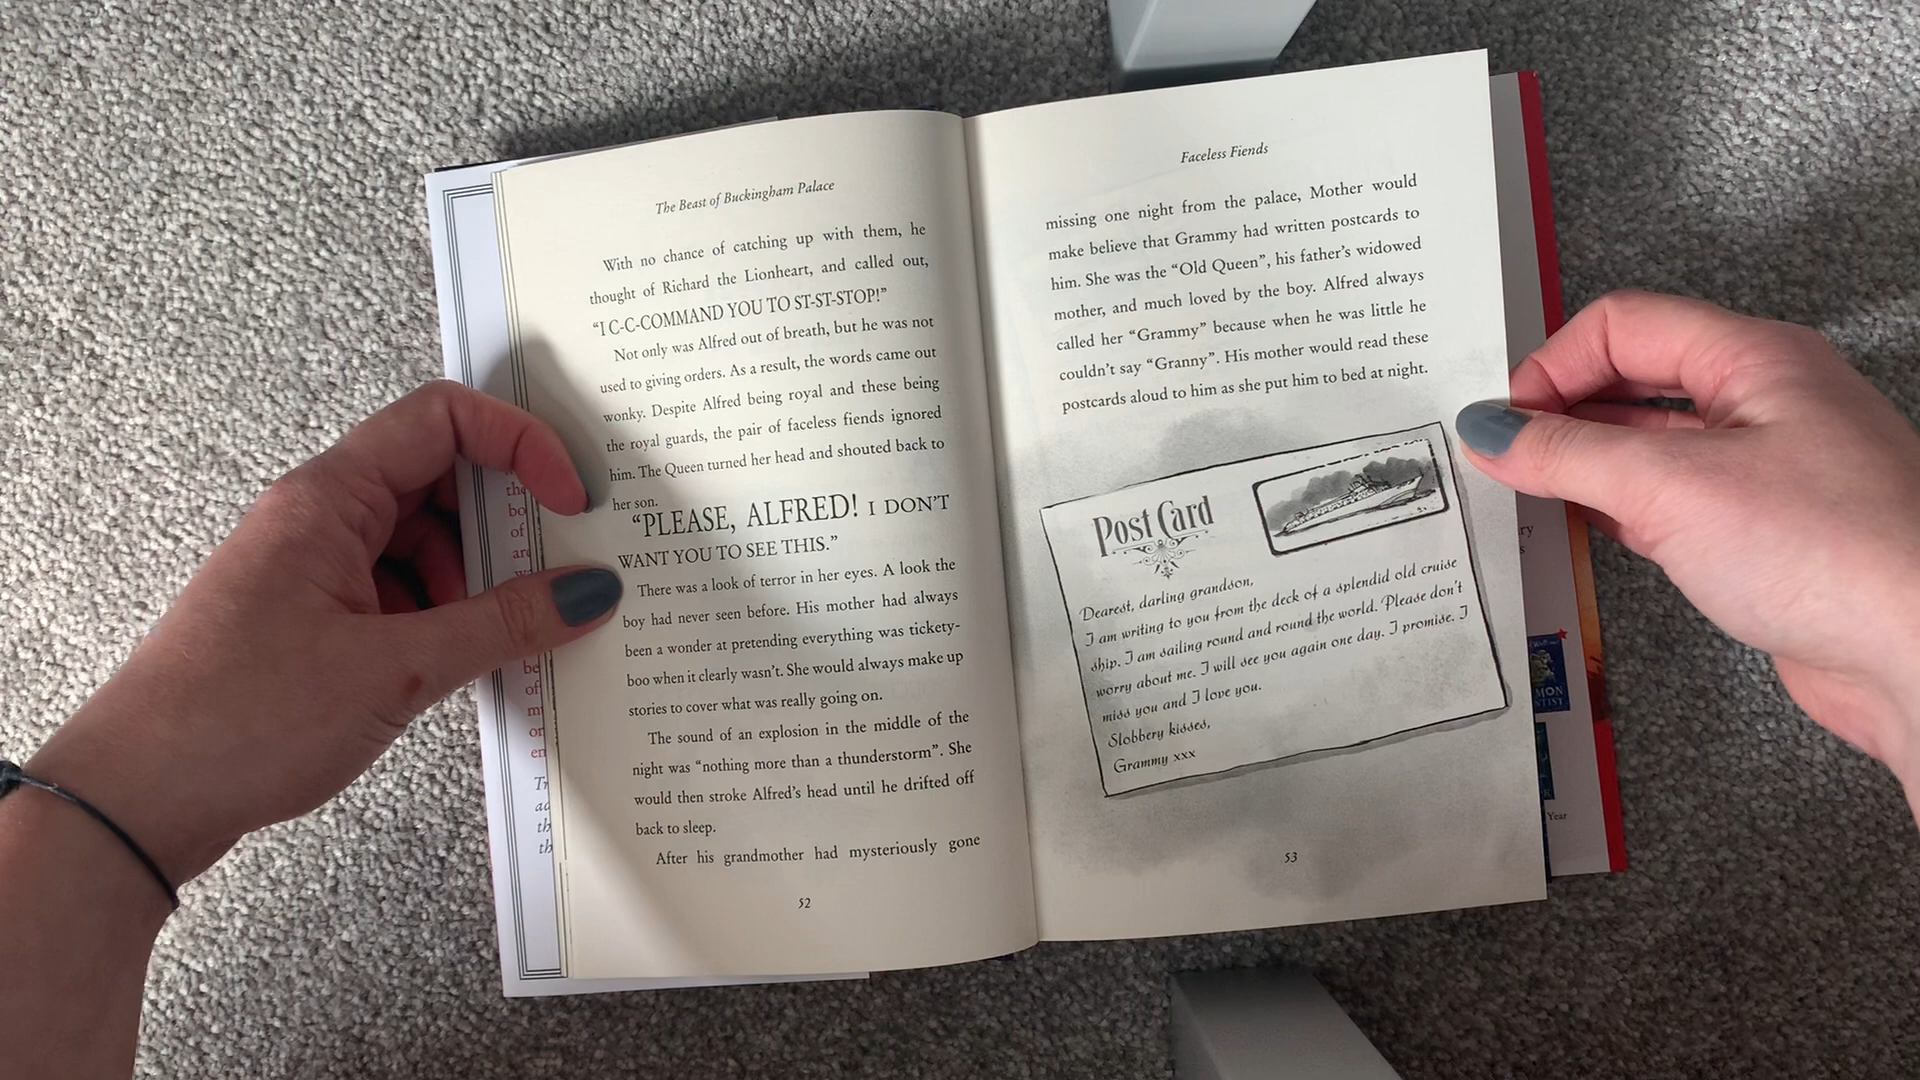 The Beast of Buckingham Palace
With no chance of catching up with them, he
thought of Richard the Lionheart, and called out,
“I C-C-COMMAND YOU TO ST-ST-STOP!”
Not only was Alfred out of breath, but he was not
used to giving orders. As a result, the words came out
wonky. Despite Alfred being royal and these being
the royal guards, the pair of faceless fiends ignored
him. The Queen turned her head and shouted back to
her son.
“PLEASE, ALFRED! I DON’T
WANT YOU TO SEE THIS.”
There was a look of terror in her eyes. A look the
boy had never seen before. His mother had always
been a wonder at pretending everything was tickety-
boo when it clearly wasn’t. She would always make up
stories to cover what was really going on.
The sound of an explosion in the middle of the
night was “nothing more than a thunderstorm”. She
would then stroke Alfred’s head until he drifted off
back to sleep.
After his grandmother had mysteriously gone
52
Faceless Fiends
missing one night from the palace, Mother would
make believe that Grammy had written postcards to
him. She was the “Old Queen”, his father’s widowed
mother, and much loved by the boy. Alfred always
called her “Grammy” because when he was little he
couldn’t say “Granny”. His mother would read these
postcards aloud to him as she put him to bed at night.
Post Card
Dearest, darling grandson,
I am writing to you from the deck of a splendid old cruise
ship. I am sailing round and round the world. Please don’t
worry about me. I will see you again one day. I promise. I
miss you and I love you.
Slobbery kisses,
Grammy xxx
53
the
bo
of
be
of
Year